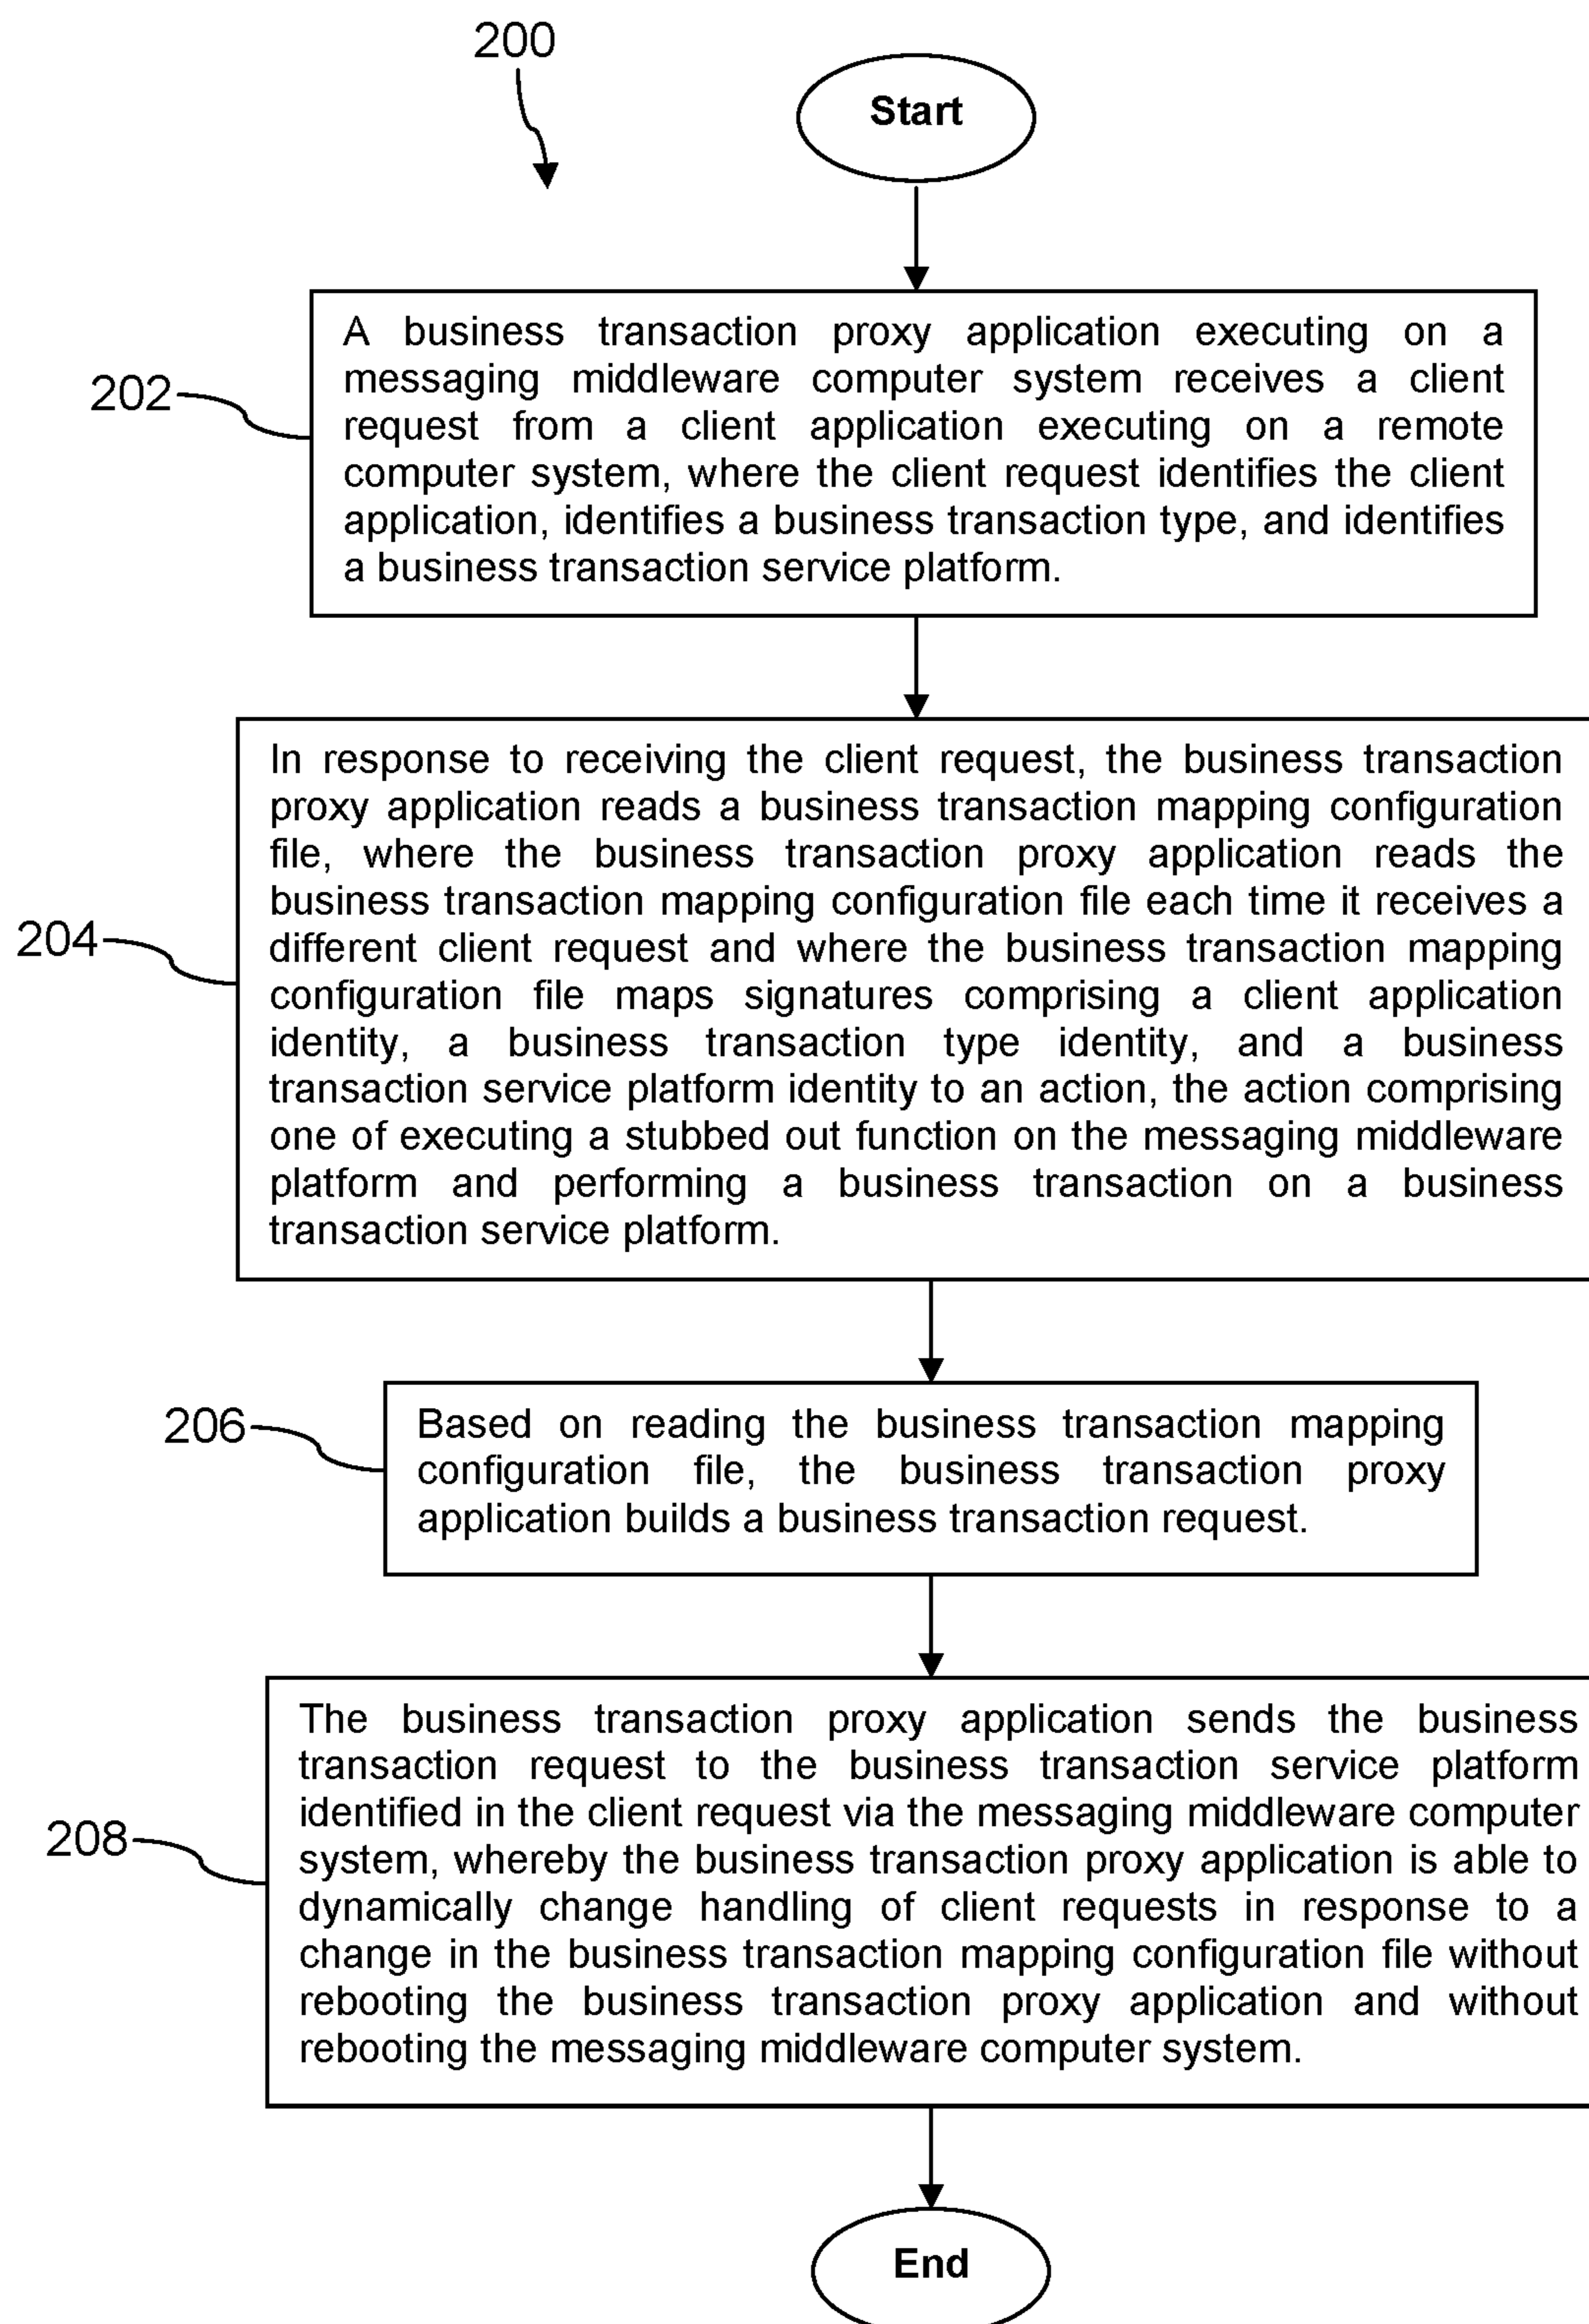 200
Start
202
A business transaction proxy application executing on a
messaging middleware computer system receives a client
request from a client application executing on a remote
computer system, where the client request identifies the client
application, identifies a business transaction type, and identifies
a business transaction service platform.
204
In response to receiving the client request, the business transaction
proxy application reads a business transaction mapping configuration
file, where the business transaction proxy application reads the
business transaction mapping configuration file each time it receives a
different client request and where the business transaction mapping
configuration file maps signatures comprising a client application
identity, a business transaction type identity, and a business
transaction service platform identity to an action, the action comprising
one of executing a stubbed out function on the messaging middleware
platform and performing a business transaction on a business
transaction service platform.
206
Based on reading the business transaction mapping
configuration file, the business transaction proxy
application builds a business transaction request.
208
The business transaction proxy application sends the business
transaction request to the business transaction service platform
identified in the client request via the messaging middleware computer
system, whereby the business transaction proxy application is able to
dynamically change handling of client requests in response to a
change in the business transaction mapping configuration file without
rebooting the business transaction proxy application and without
rebooting the messaging middleware computer system.
End